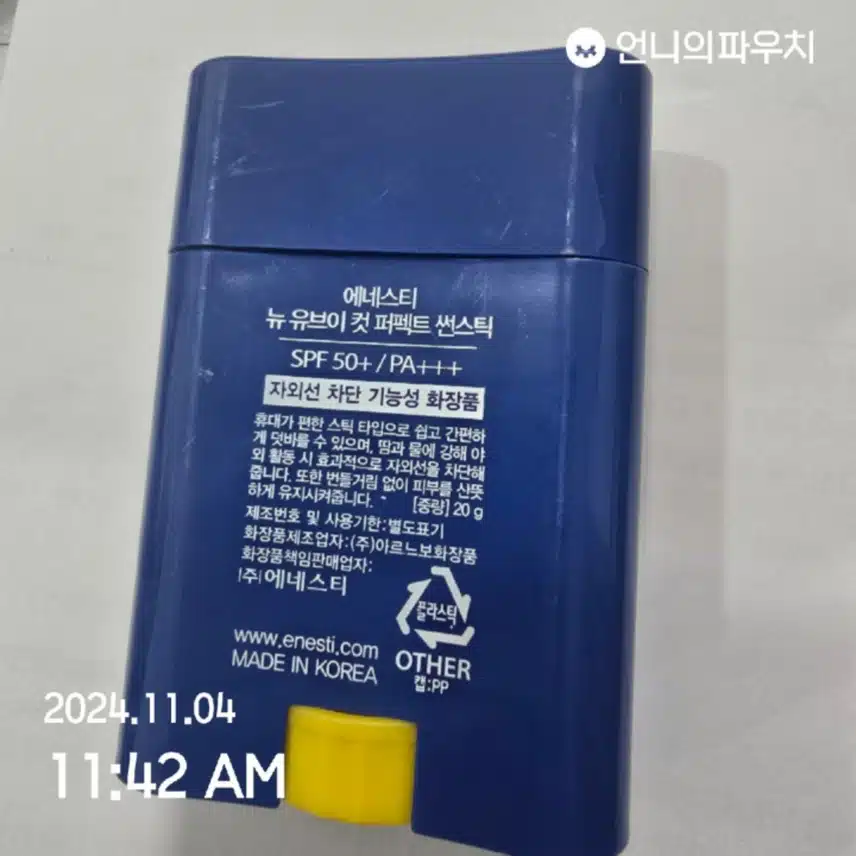 언니의파우치
에네스티
뉴 유브이 컷 퍼펙트 썬스틱
SPF 50+ / PA+++
자외선 차단 기능성 화장품
휴대가 편한 스틱 타입으로 쉽고 간편하
게 덧바를 수 있으며, 땀과 물에 강해 야
외 활동 시 효과적으로 자외선을 차단해
줍니다. 또한 번들거림 없이 피부를 산뜻
하게 유지시켜줍니다. [중량] 20 g
제조번호 및 사용기한:별도표기
화장품제조업자:(주)아르느보화장품
화장품책임판매업자:
(주)에네스티
플라스틱
www.enesti.com
OTHER
MADE IN KOREA
캡:PP
2024.11.04
11:42 AM